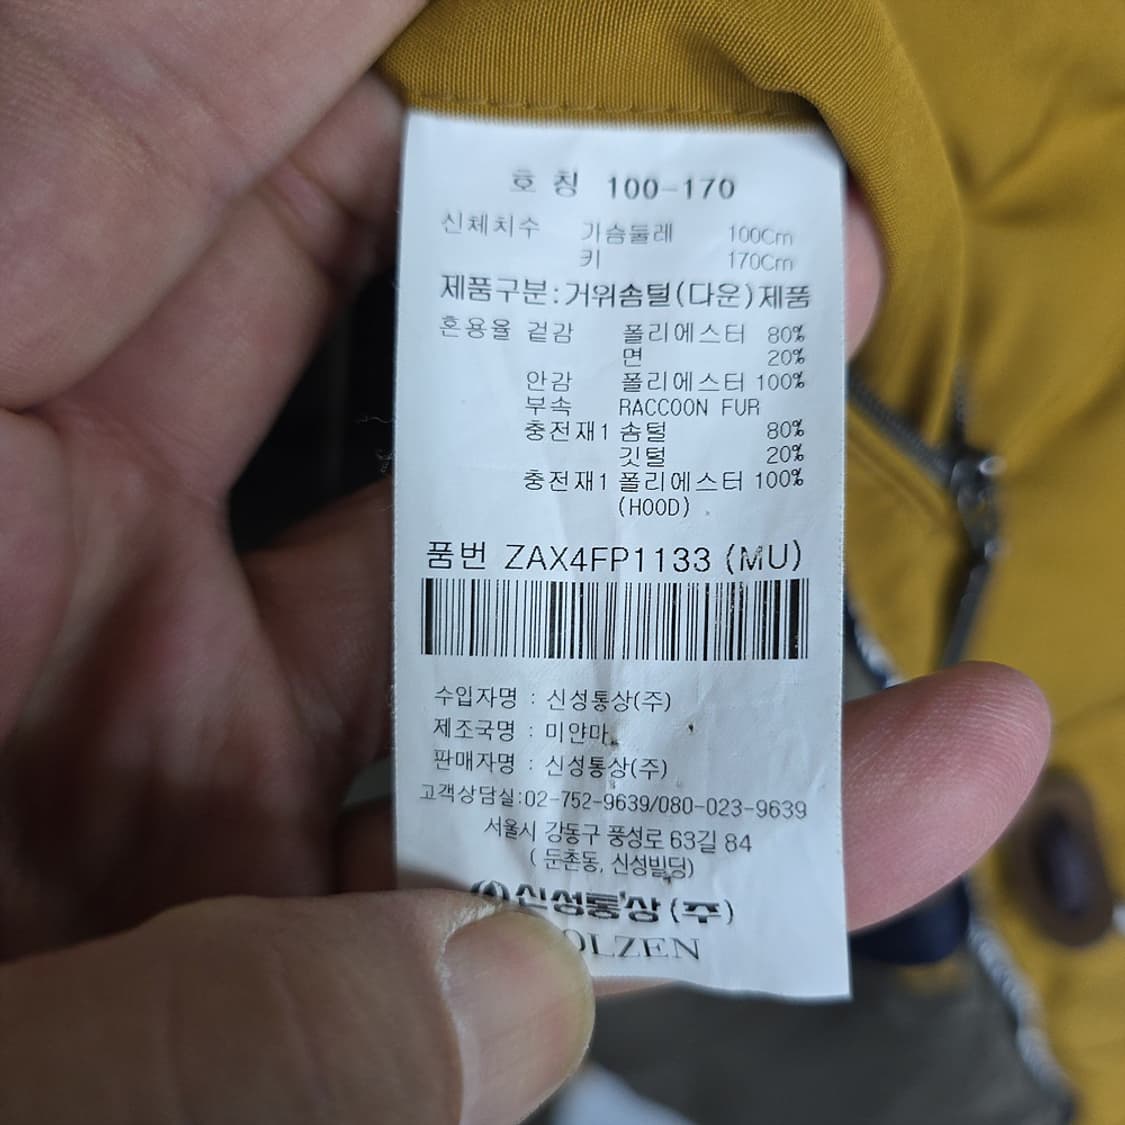 호 칭 100-170
신체치수 가슴둘레 100Cm
키 170Cm
제품구분:거위솜털(다운)제품
혼용율 겉감 폴리에스터 80%
면 20%
안감 폴리에스터 100%
부속 RACCOON FUR
충전재1 솜털 80%
깃털 20%
충전재1 폴리에스터 100%
(HOOD)
품번 ZAX4FP1133 (MU)
수입자명 : 신성통상(주)
제조국명 : 미얀마
판매자명 : 신성통상(주)
고객상담실:02-752-9639/080-023-9639
서울시 강동구 풍성로 63길 84
( 둔촌동, 신성빌딩)
신성통상(주)
OLZEN